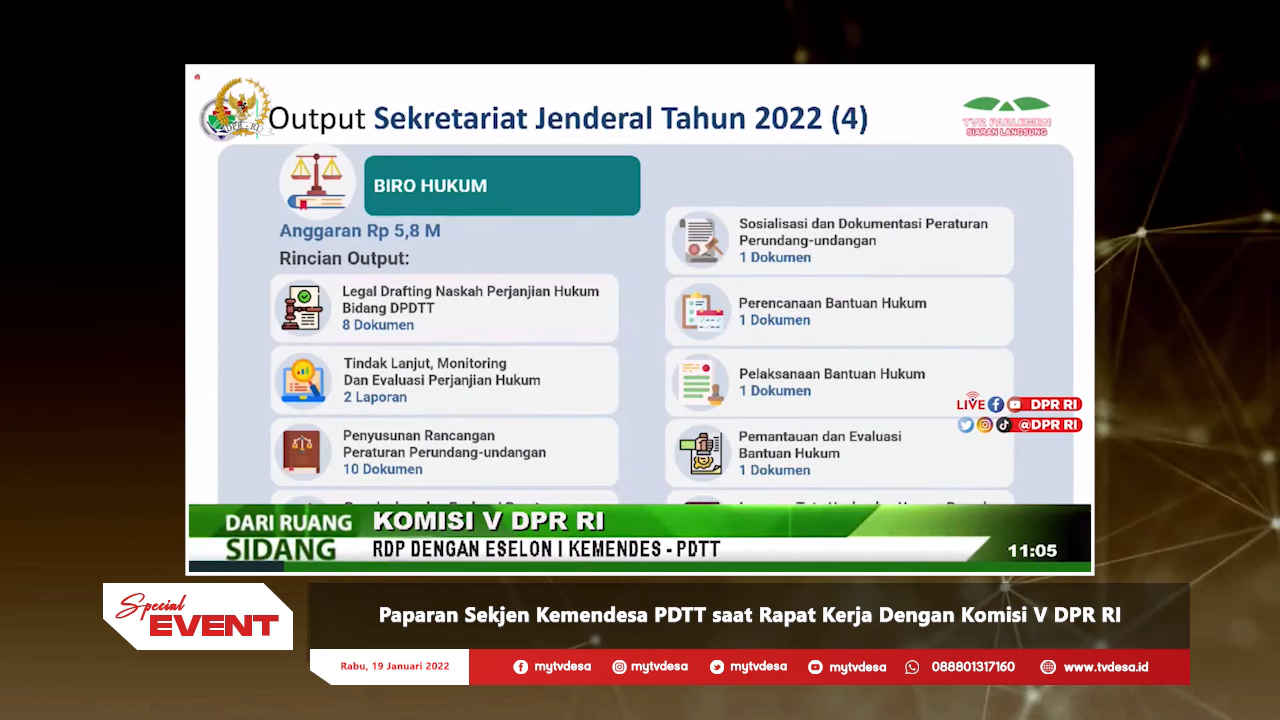 Output Sekretariat Jenderal Tahun 2022 (4)
DPR - RI
TVR PARLEMEN
SIARAN LANGSUNG
BIRO HUKUM
Anggaran Rp 5,8 M
Rincian Output:
Legal Drafting Naskah Perjanjian Hukum
Bidang DPDTT
8 Dokumen
Tindak Lanjut, Monitoring
Dan Evaluasi Perjanjian Hukum
2 Laporan
Penyusunan Rancangan
Peraturan Perundang-undangan
10 Dokumen
Sosialisasi dan Dokumentasi Peraturan
Perundang-undangan
1 Dokumen
Perencanaan Bantuan Hukum
1 Dokumen
Pelaksanaan Bantuan Hukum
1 Dokumen
Pemantauan dan Evaluasi
Bantuan Hukum
1 Dokumen
LIVE DPR RI
@DPR RI
DARI RUANG
SIDANG
KOMISI V DPR RI
RDP DENGAN ESELON I KEMENDES - PDTT
11:05
Special
EVENT
Paparan Sekjen Kemendesa PDTT saat Rapat Kerja Dengan Komisi V DPR RI
Rabu, 19 Januari 2022
mytvdesa mytvdesa mytvdesa mytvdesa 088801317160 www.tvdesa.id